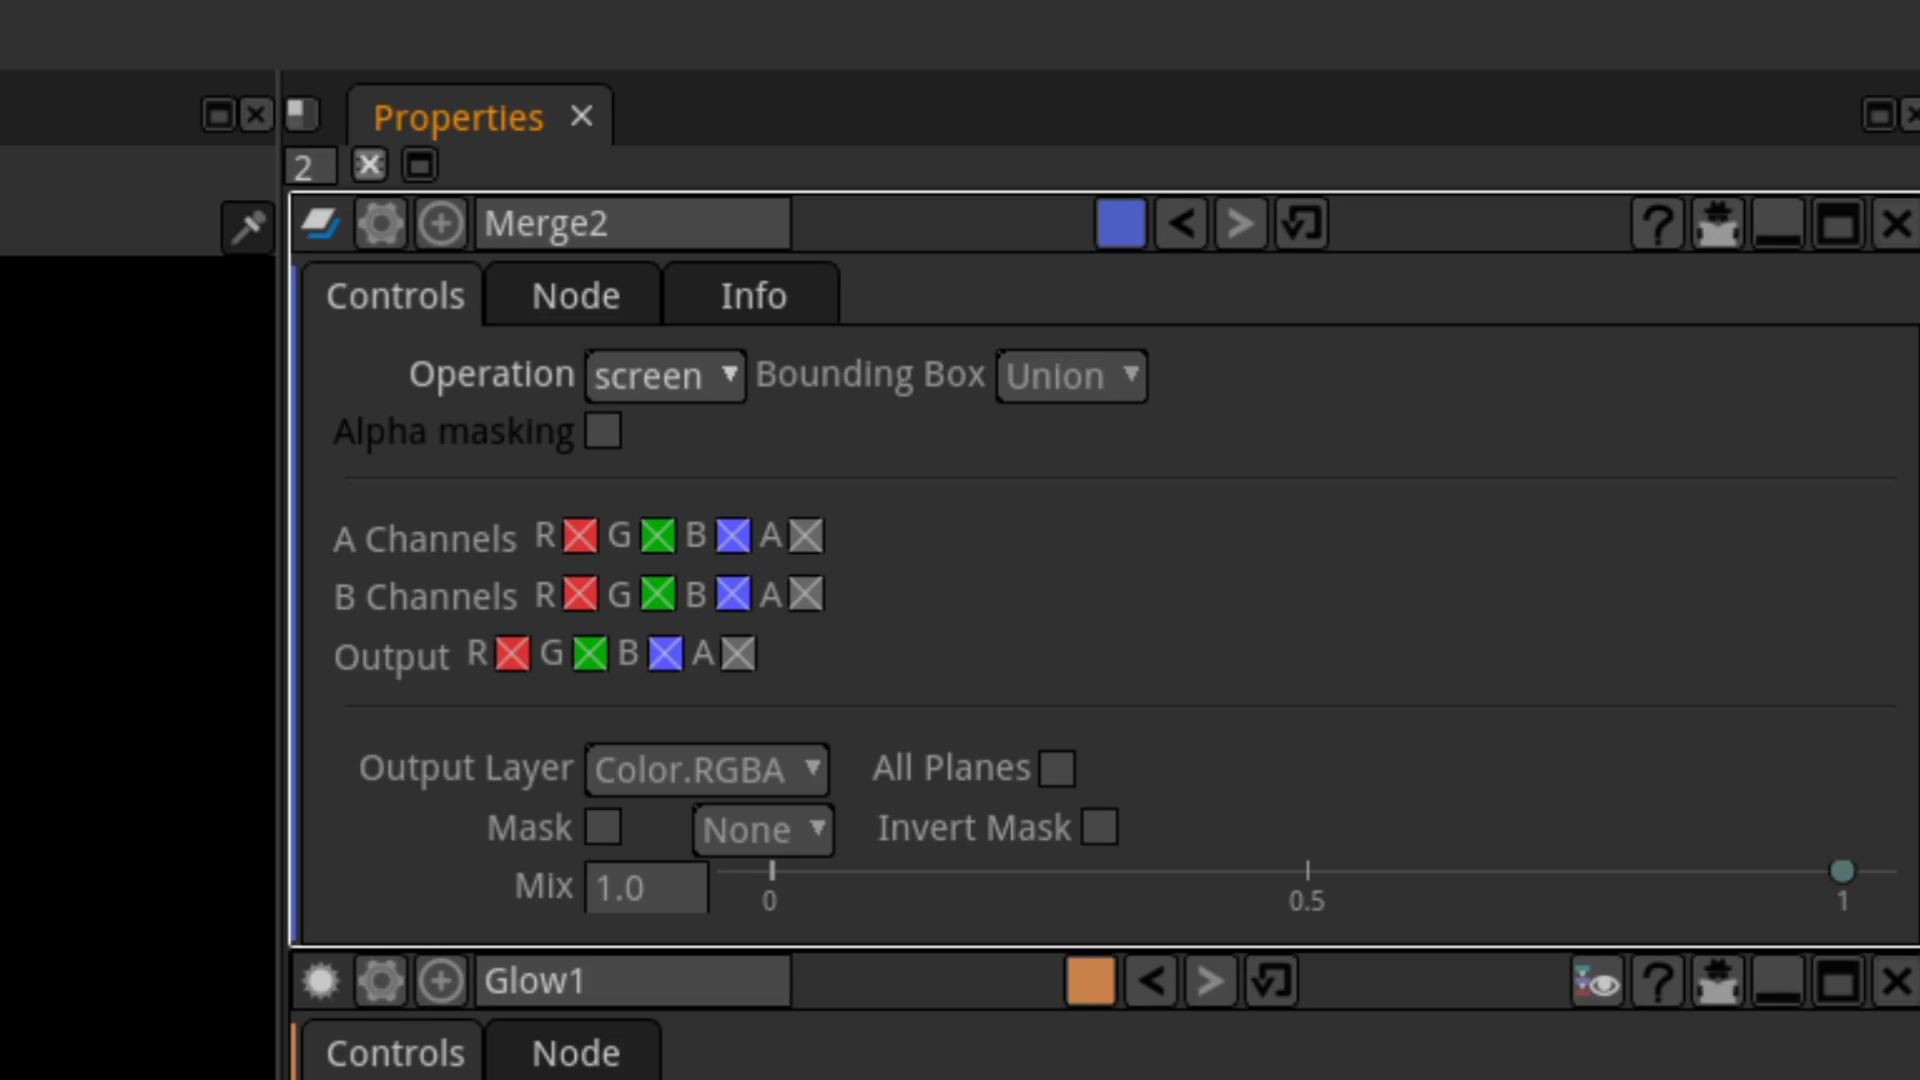 Properties
2
Merge2
Controls Node Info
Operation screen Bounding Box Union
Alpha masking
A Channels R G B A
B Channels R G B A
Output R G B A
Output Layer Color.RGBA All Planes
Mask None Invert Mask
Mix 1.0
0 0.5 1
Glow1
Controls Node